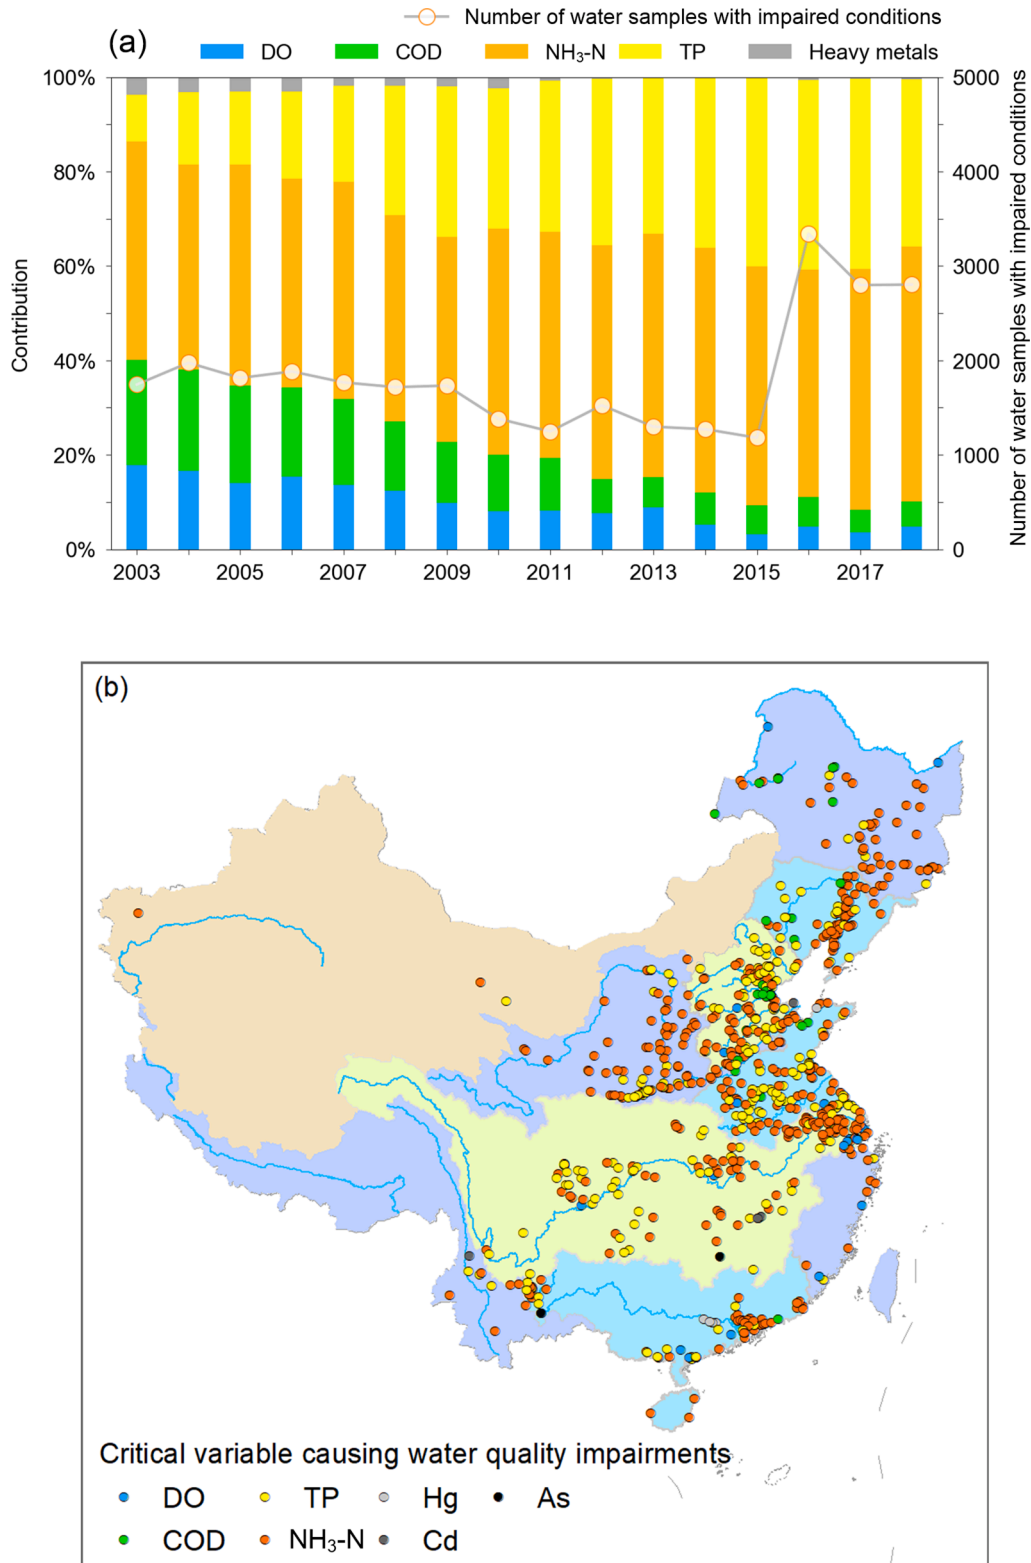 Number of water samples with impaired conditions
(a)
DO COD NH₃-N TP Heavy metals
100% 5000
80% 4000
60% 3000
40% 2000
20% 1000
0% 0
Contribution
Number of water samples with impaired conditions
2003 2005 2007 2009 2011 2013 2015 2017
(b)
Critical variable causing water quality impairments
DO TP Hg As
COD NH₃-N Cd